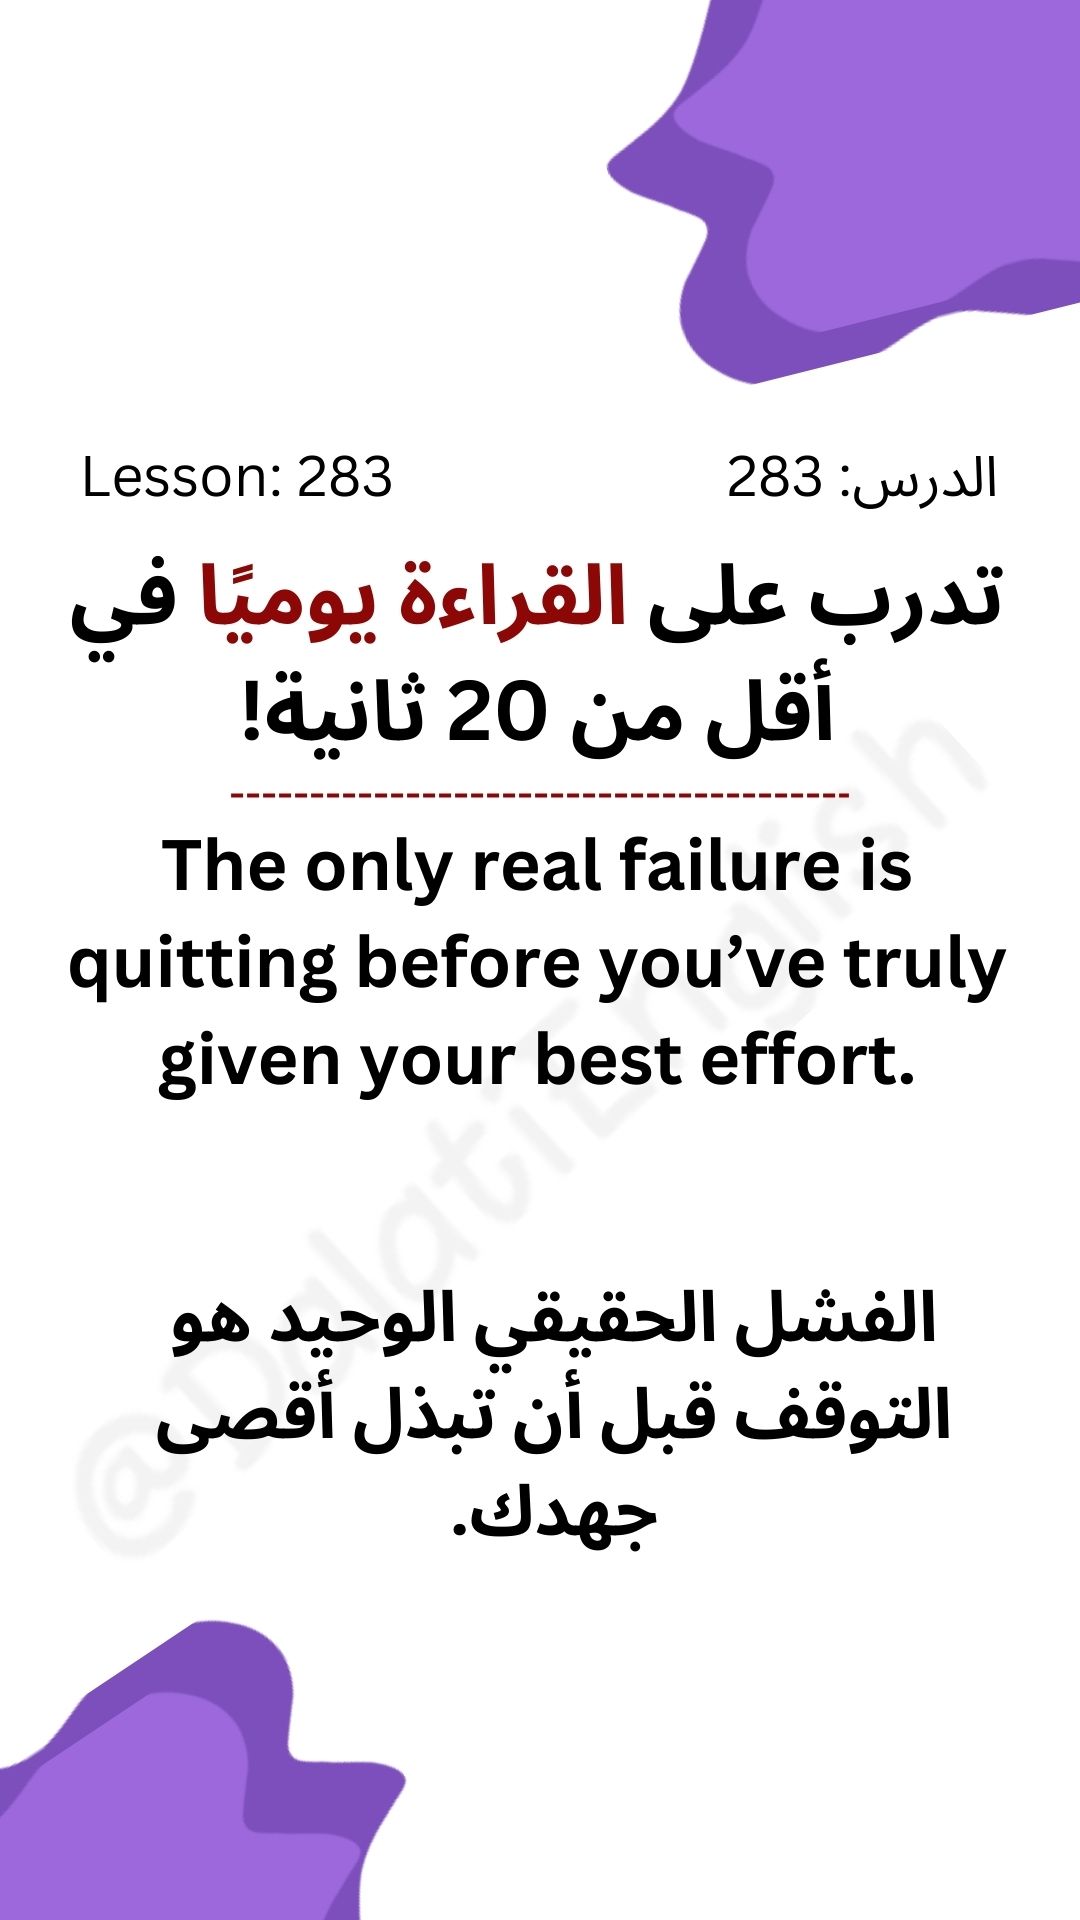 Lesson: 283
الدرس: 283
تدرب على القراءة يوميًا في
أقل من 20 ثانية!
---------------------------------------
The only real failure is
quitting before you’ve truly
given your best effort.
الفشل الحقيقي الوحيد هو
التوقف قبل أن تبذل أقصى
جهدك.
@DalatiEnglish